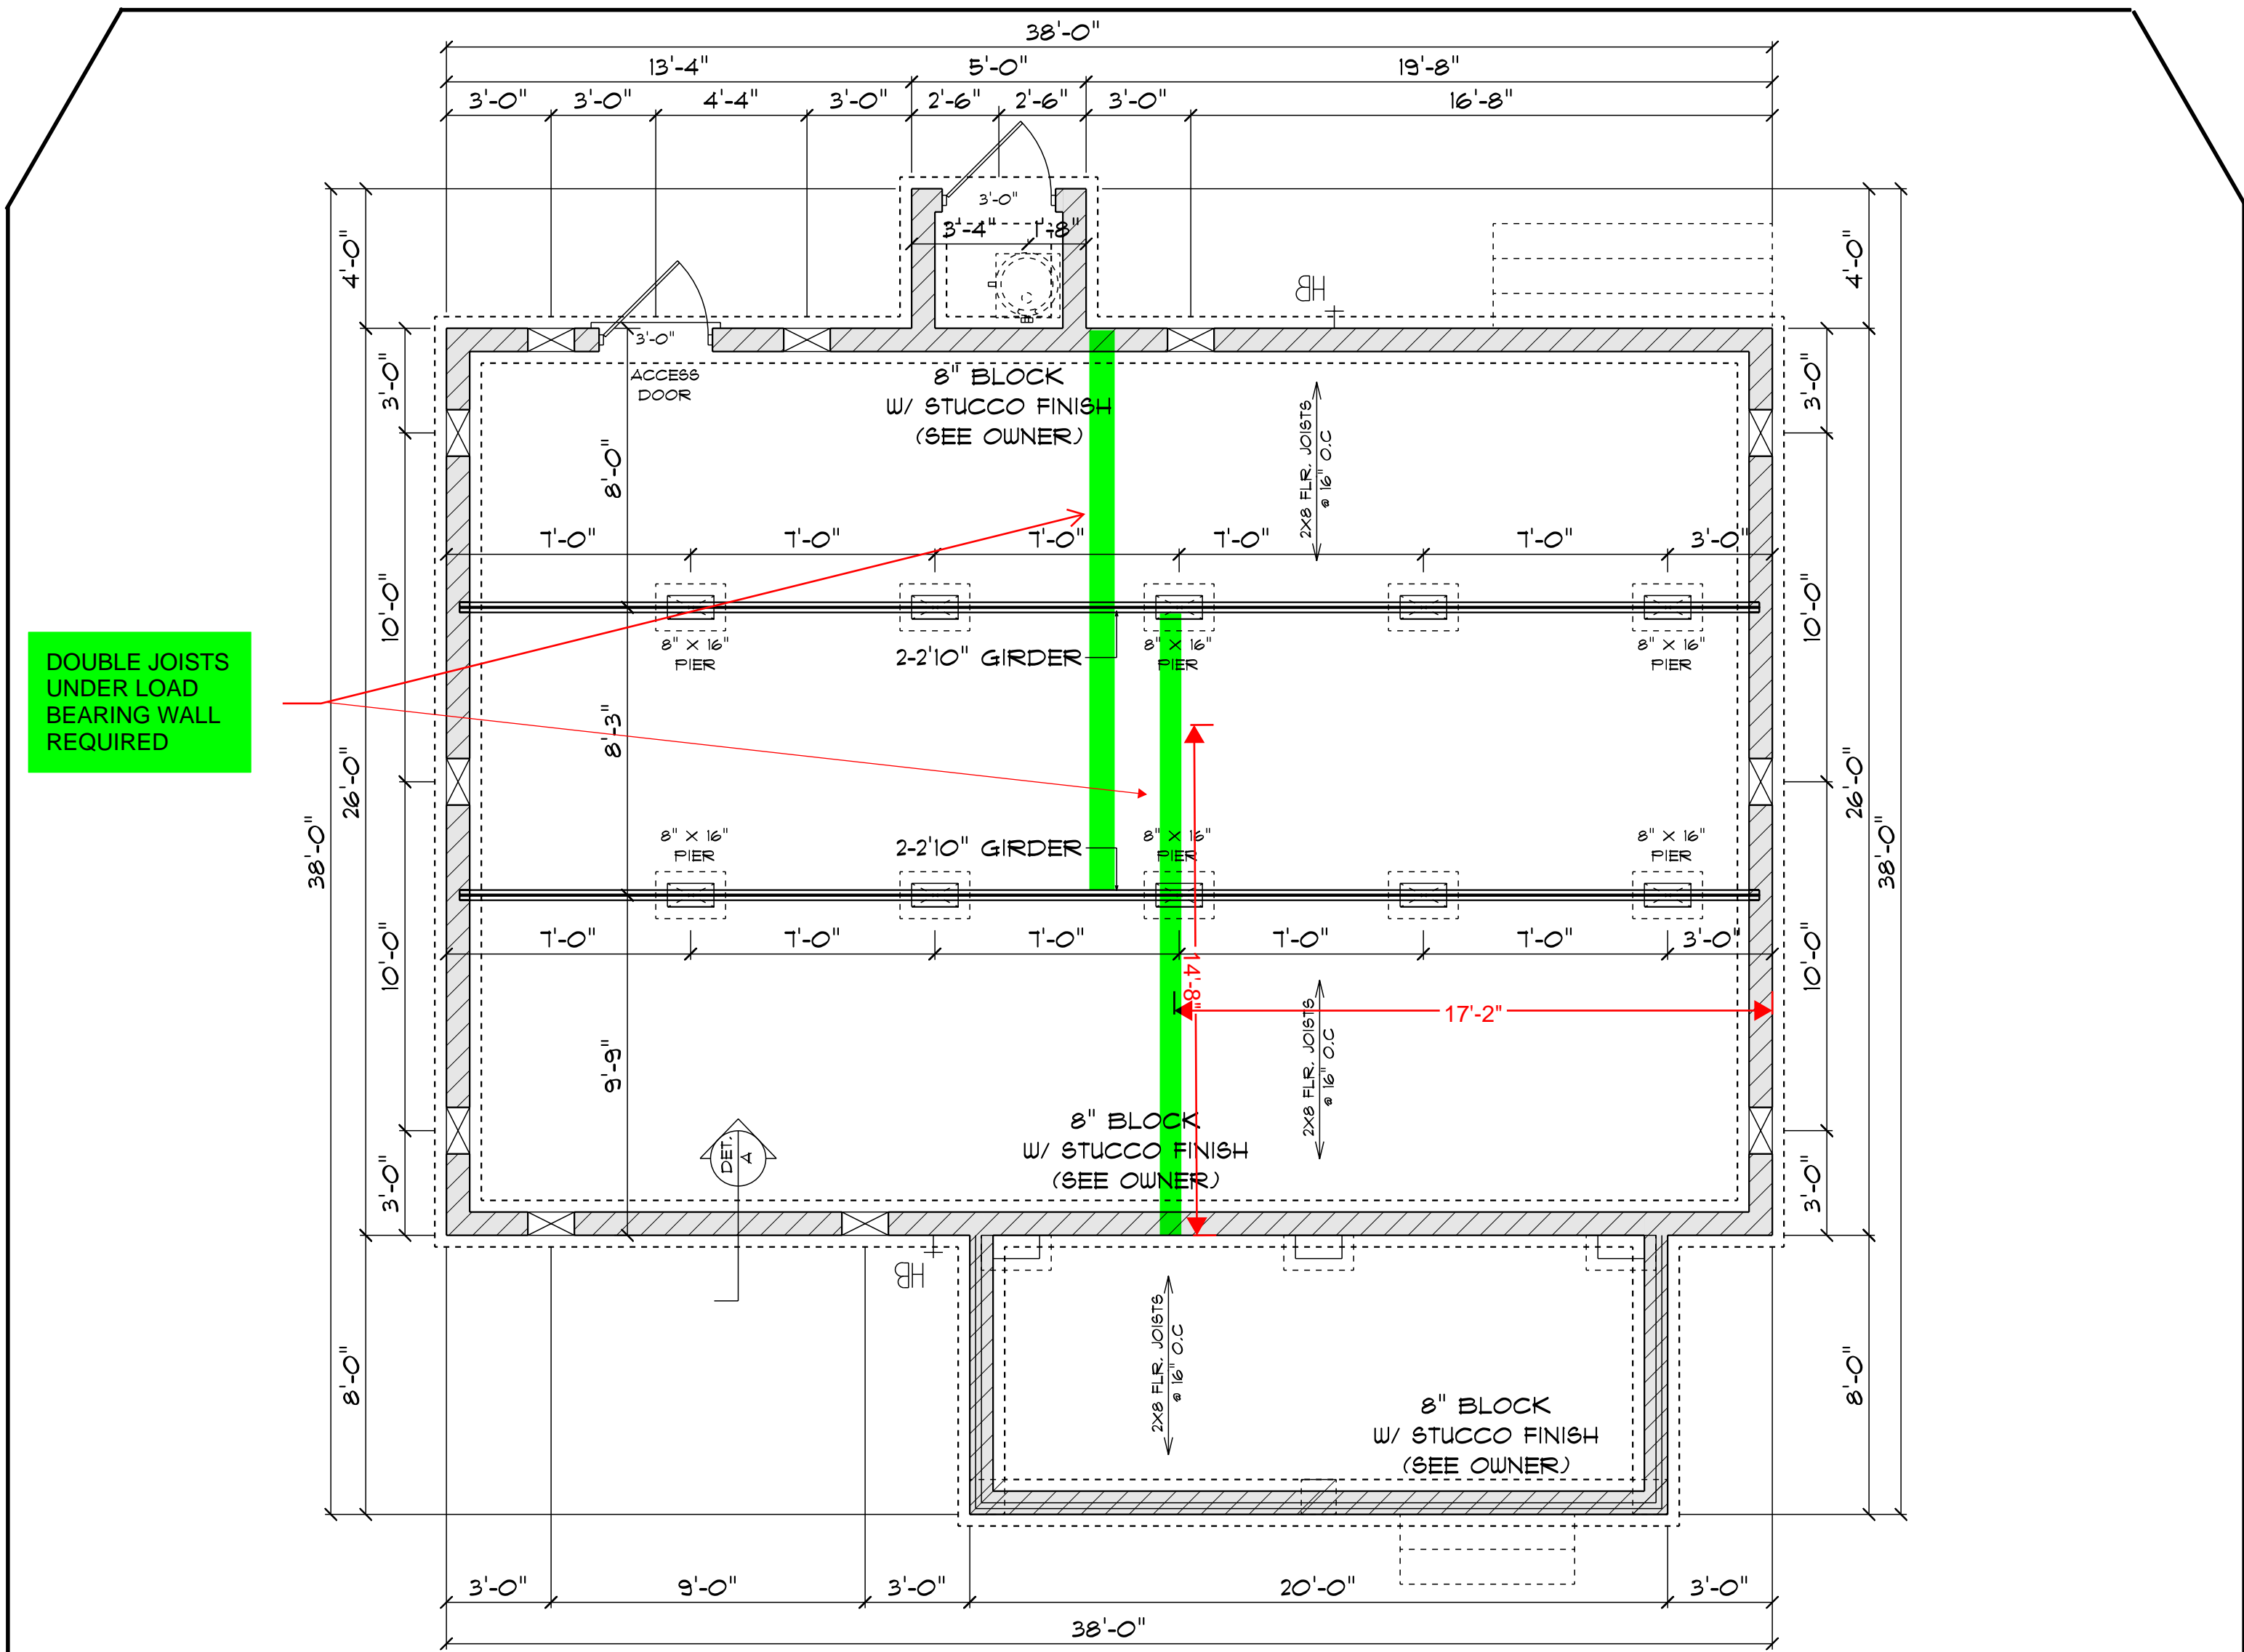 38'-0"
13'-4" 5'-0" 19'-8"
3'-0" 3'-0" 4'-4" 3'-0" 2'-6" 2'-6" 3'-0" 16'-8"
3'-0"
3'-4" 1'-8"
4'-0"
4'-0"
HB
3'-0"
ACCESS
DOOR
8" BLOCK
W/ STUCCO FINISH
(SEE OWNER)
3'-0"
3'-0"
2X8 FLR. JOISTS
@ 16" O.C
8'-0"
7'-0" 7'-0" 7'-0" 7'-0" 7'-0" 3'-0"
10'-0"
10'-0"
8" X 16"
PIER
2-2'10" GIRDER
8" X 16"
PIER
8" X 16"
PIER
DOUBLE JOISTS
UNDER LOAD
BEARING WALL
REQUIRED
8'-3"
26'-0"
26'-0"
38'-0"
38'-0"
8" X 16"
PIER
2-2'10" GIRDER
8" X 16"
PIER
8" X 16"
PIER
7'-0" 7'-0" 7'-0" 7'-0" 7'-0" 3'-0"
10'-0"
10'-0"
14'-8"
17'-2"
9'-9"
2X8 FLR. JOISTS
@ 16" O.C
8" BLOCK
W/ STUCCO FINISH
(SEE OWNER)
DET.
A
3'-0"
3'-0"
HB
8'-0"
8'-0"
2X8 FLR. JOISTS
@ 16" O.C
8" BLOCK
W/ STUCCO FINISH
(SEE OWNER)
3'-0" 9'-0" 3'-0" 20'-0" 3'-0"
38'-0"